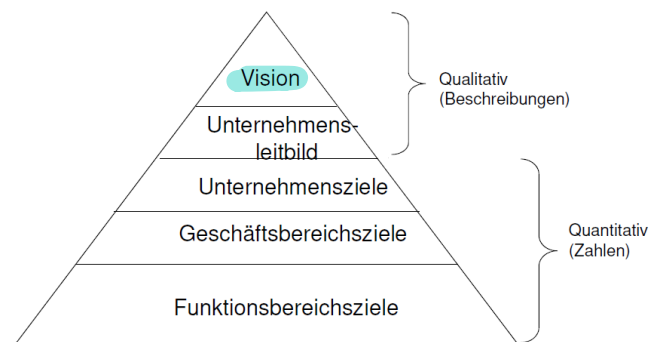 Vision
Qualitativ
(Beschreibungen)
Unternehmens-
leitbild
Unternehmensziele
Geschäftsbereichsziele
Quantitativ
(Zahlen)
Funktionsbereichsziele